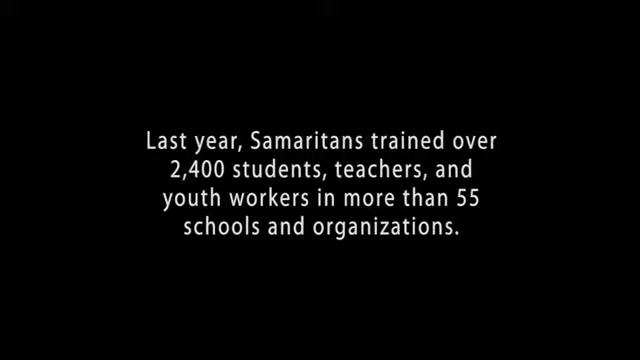 Last year, Samaritans trained over
2,400 students, teachers, and
youth workers in more than 55
schools and organizations.